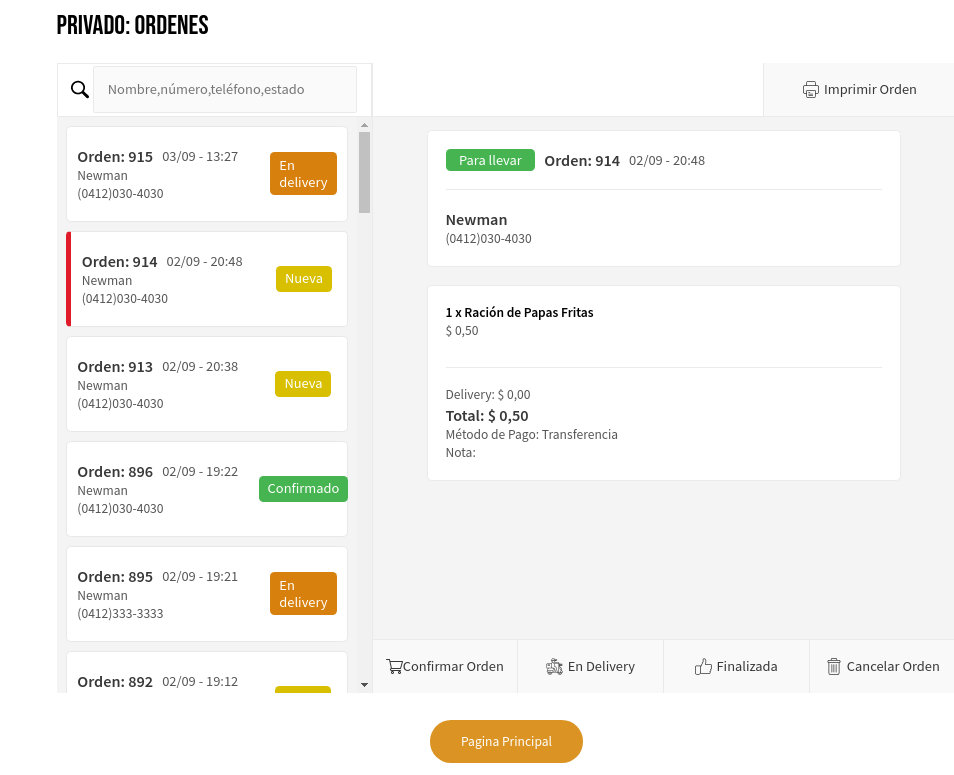 PRIVADO: ORDENES
Nombre,número,teléfono,estado
Imprimir Orden
Orden: 915 03/09 - 13:27
Newman
(0412)030-4030
En
delivery
Orden: 914 02/09 - 20:48
Newman
(0412)030-4030
Nueva
Orden: 913 02/09 - 20:38
Newman
(0412)030-4030
Nueva
Orden: 896 02/09 - 19:22
Newman
(0412)030-4030
Confirmado
Orden: 895 02/09 - 19:21
Newman
(0412)333-3333
En
delivery
Orden: 892 02/09 - 19:12
Para llevar Orden: 914 02/09 - 20:48
Newman
(0412)030-4030
1 x Ración de Papas Fritas
$ 0,50
Delivery: $ 0,00
Total: $ 0,50
Método de Pago: Transferencia
Nota:
Confirmar Orden
En Delivery
Finalizada
Cancelar Orden
Pagina Principal